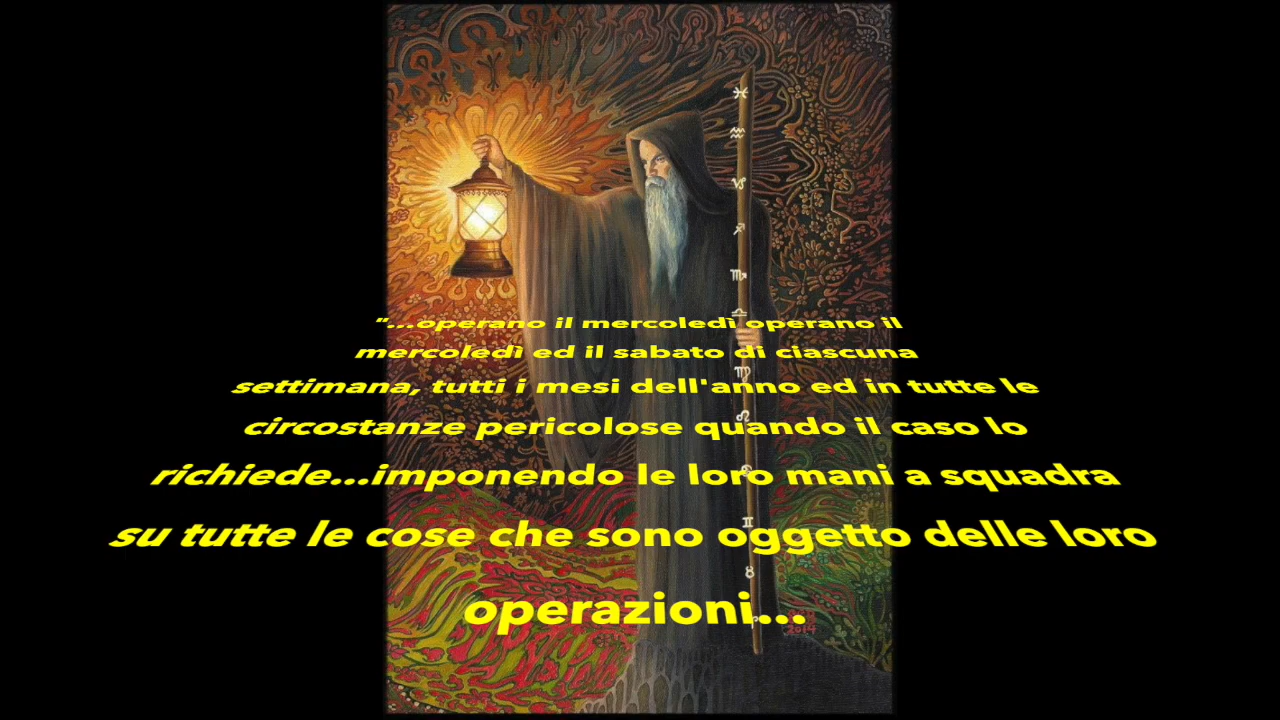 "...operano il mercoledì operano il
mercoledì ed il sabato di ciascuna
settimana, tutti i mesi dell'anno ed in tutte le
circostanze pericolose quando il caso lo
richiede...imponendo le loro mani a squadra
su tutte le cose che sono oggetto delle loro
operazioni...
♓
♒
♑
♐
♏
♎
♍
♌
♋
♊
♉
2014